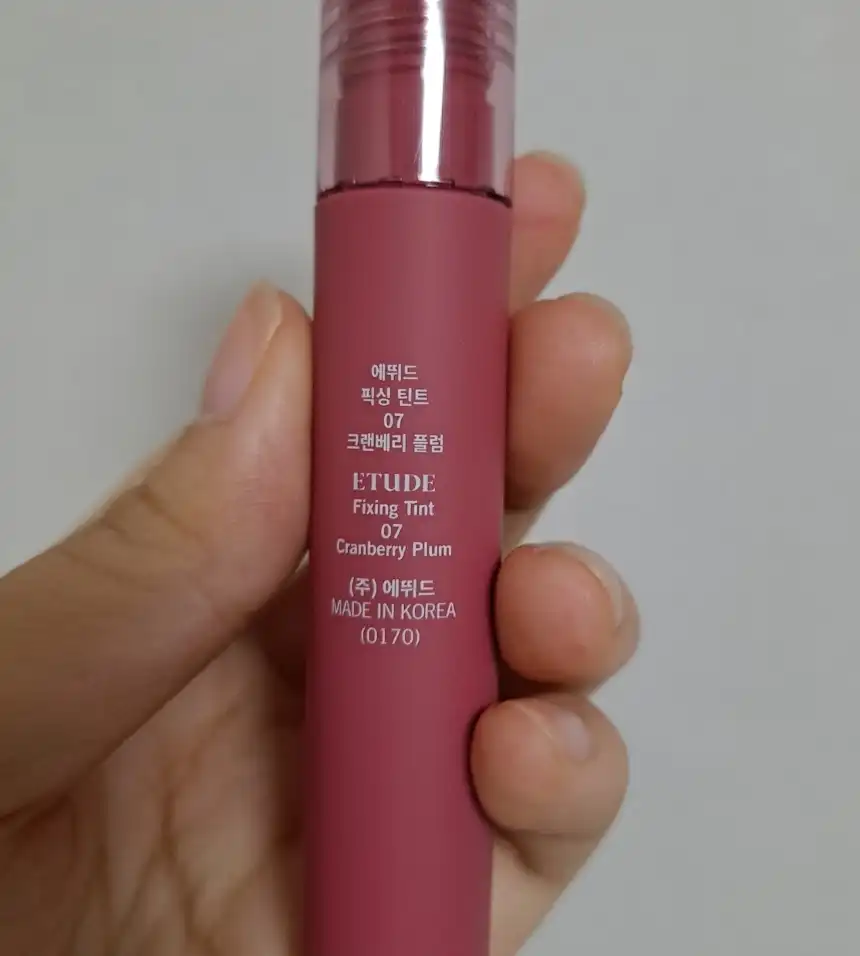 에뛰드
픽싱 틴트
07
크랜베리 플럼
ETUDE
Fixing Tint
07
Cranberry Plum
(주) 에뛰드
MADE IN KOREA
(0170)